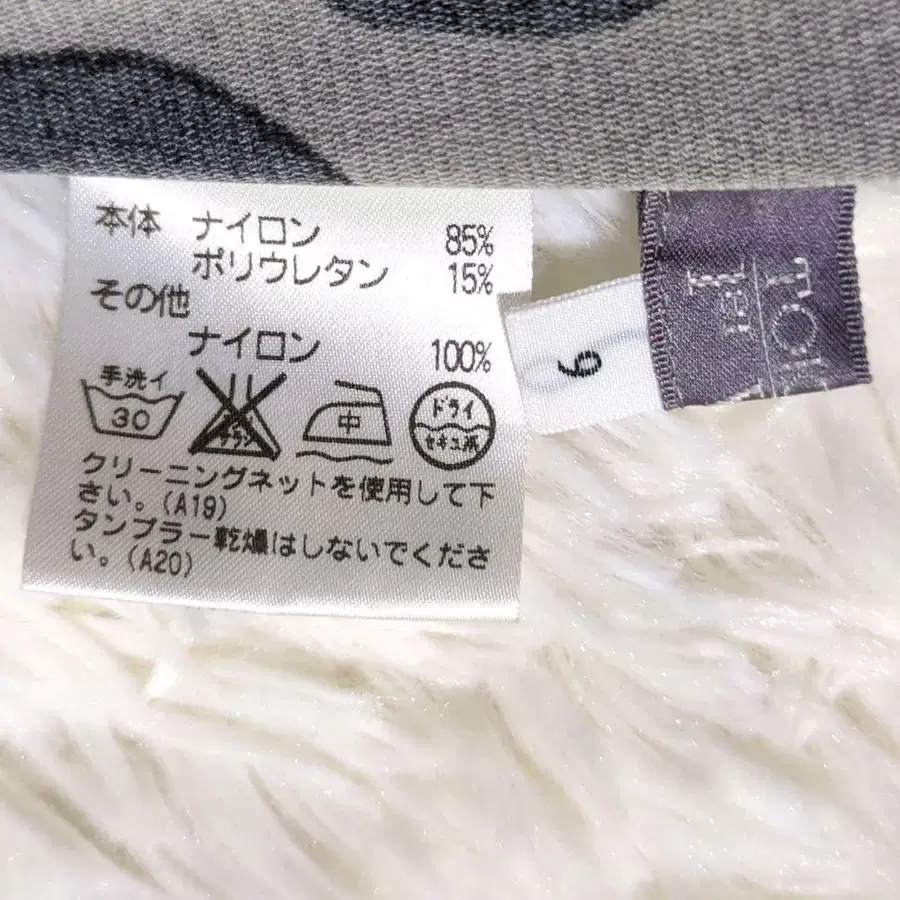 本体 ナイロン 85%
ポリウレタン 15%
その他
ナイロン 100%
手洗イ
30
中
ドライ
セキユ系
クリーニングネットを使用して下
さい。(A19)
タンブラー乾燥はしないでくださ
い。(A20)
9